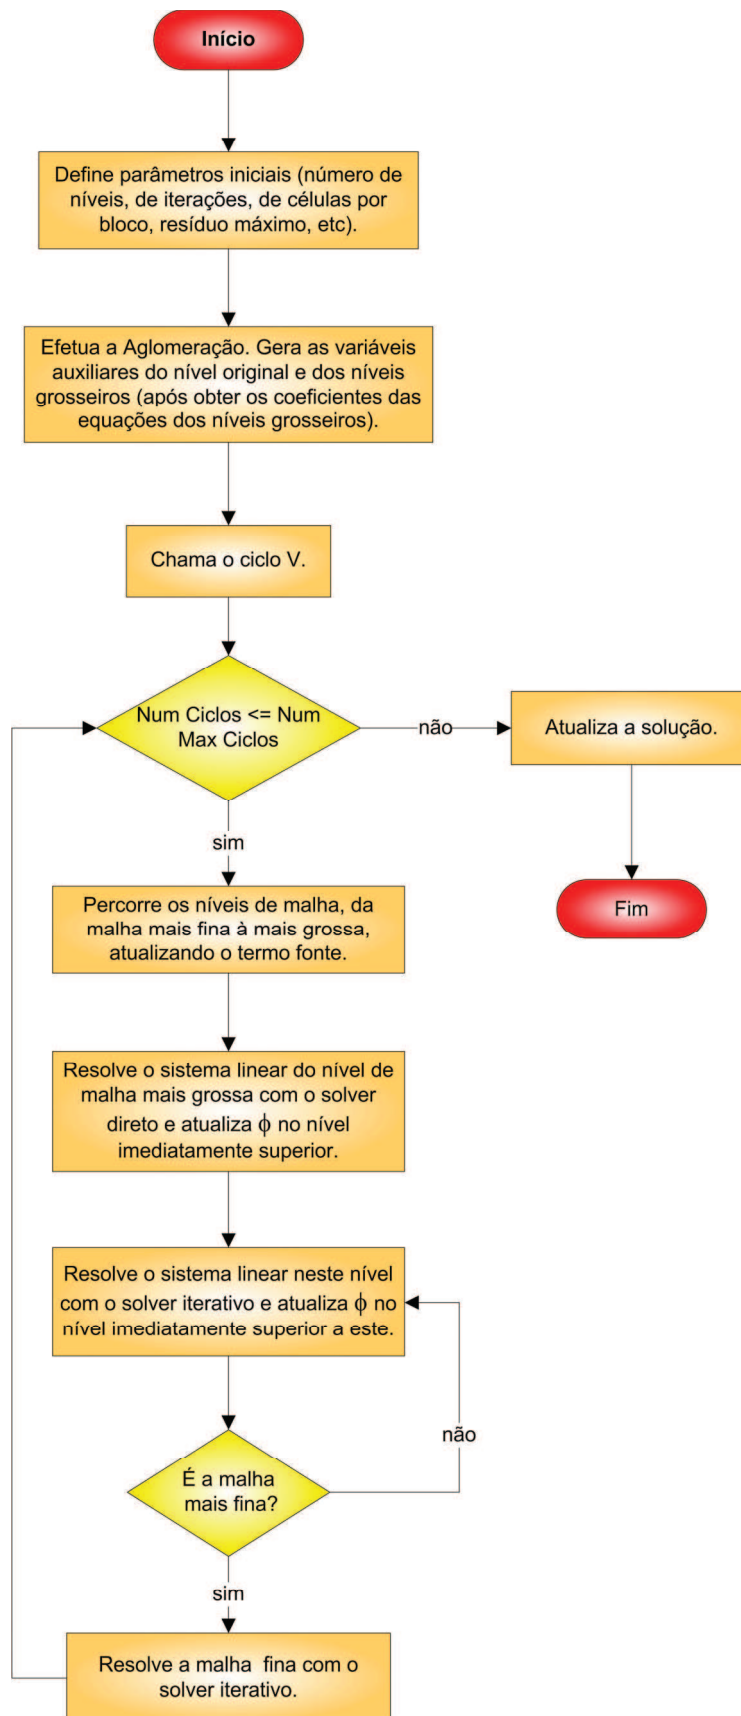 Início
Define parâmetros iniciais (número de
níveis, de iterações, de células por
bloco, resíduo máximo, etc).
Efetua a Aglomeração. Gera as variáveis
auxiliares do nível original e dos níveis
grosseiros (após obter os coeficientes das
equações dos níveis grosseiros).
Chama o ciclo V.
Num Ciclos <= Num
Max Ciclos
não
Atualiza a solução.
sim
Fim
Percorre os níveis de malha, da
malha mais fina à mais grossa,
atualizando o termo fonte.
Resolve o sistema linear do nível de
malha mais grossa com o solver
direto e atualiza ϕ no nível
imediatamente superior.
Resolve o sistema linear neste nível
com o solver iterativo e atualiza ϕ no
nível imediatamente superior a este.
não
É a malha
mais fina?
sim
Resolve a malha fina com o
solver iterativo.